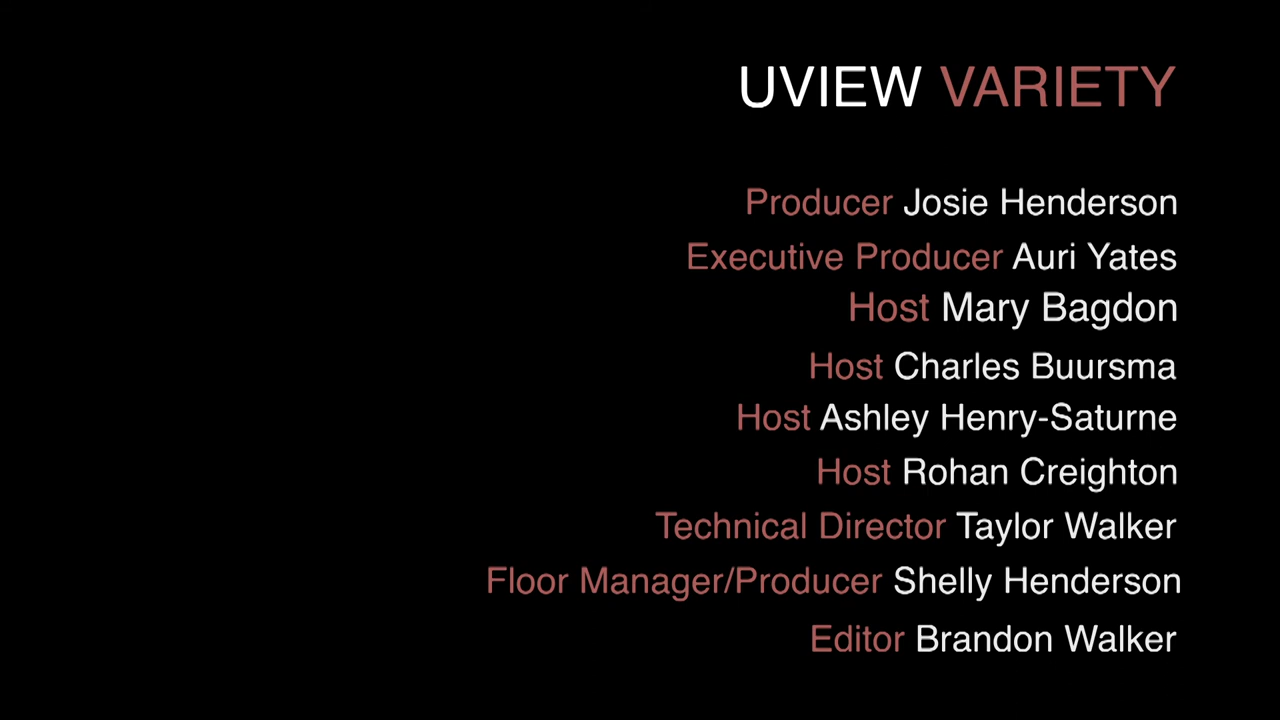 UVIEW VARIETY
Producer Josie Henderson
Executive Producer Auri Yates
Host Mary Bagdon
Host Charles Buursma
Host Ashley Henry-Saturne
Host Rohan Creighton
Technical Director Taylor Walker
Floor Manager/Producer Shelly Henderson
Editor Brandon Walker